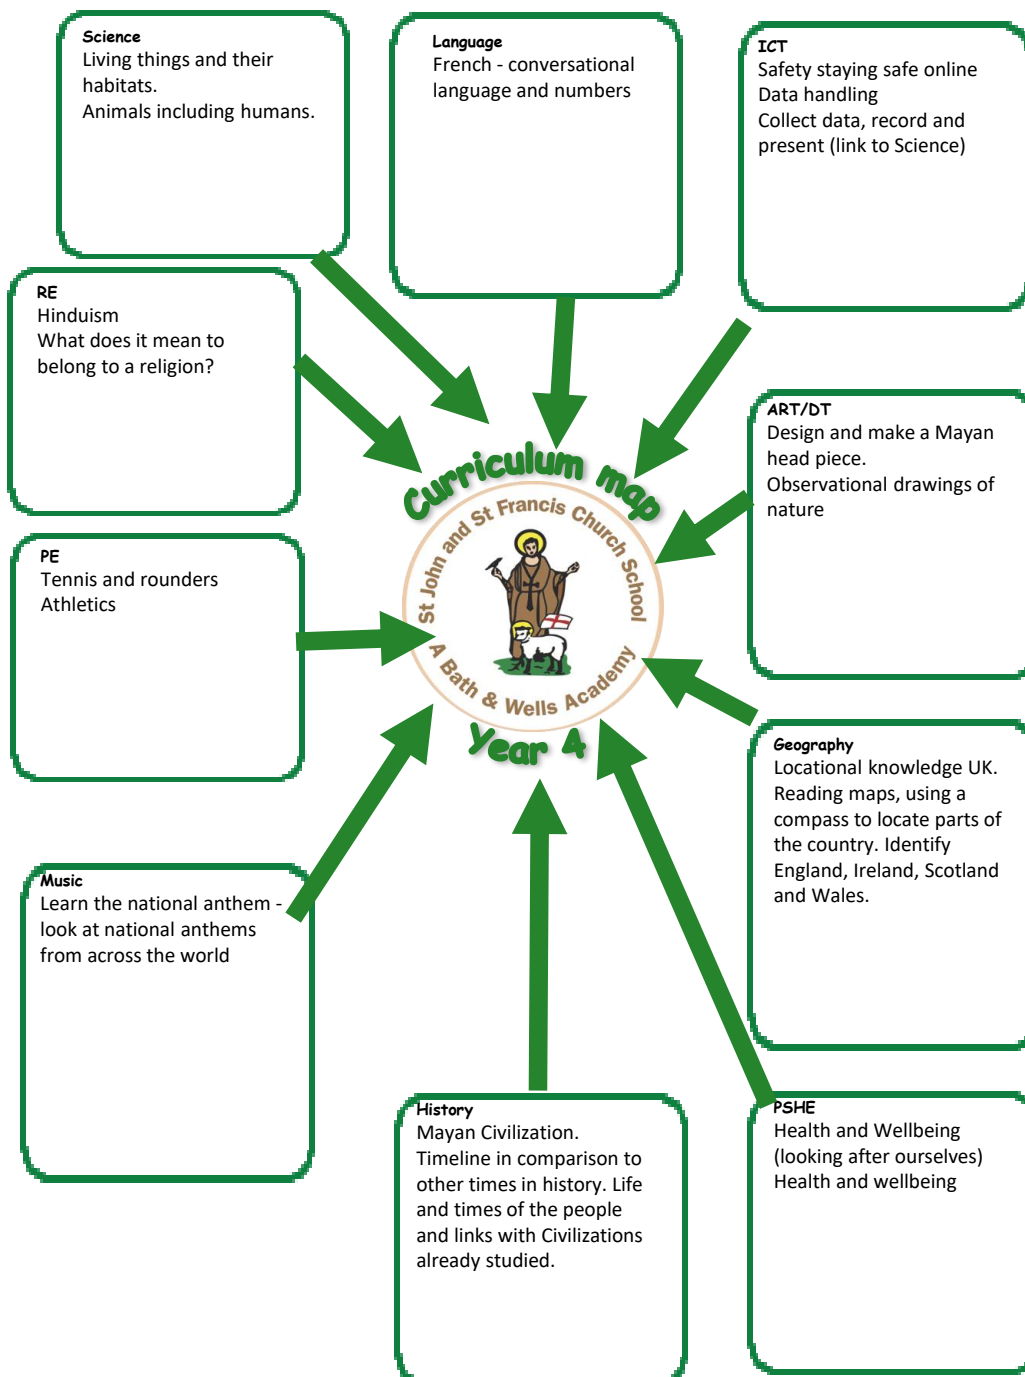 Science
Living things and their
habitats.
Animals including humans.
Language
French - conversational
language and numbers
ICT
Safety staying safe online
Data handling
Collect data, record and
present (link to Science)
RE
Hinduism
What does it mean to
belong to a religion?
ART/DT
Design and make a Mayan
head piece.
Observational drawings of
nature
Curriculum map
St John and St Francis Church School
A Bath & Wells Academy
Year 4
PE
Tennis and rounders
Athletics
Geography
Locational knowledge UK.
Reading maps, using a
compass to locate parts of
the country. Identify
England, Ireland, Scotland
and Wales.
Music
Learn the national anthem -
look at national anthems
from across the world
History
Mayan Civilization.
Timeline in comparison to
other times in history. Life
and times of the people
and links with Civilizations
already studied.
PSHE
Health and Wellbeing
(looking after ourselves)
Health and wellbeing